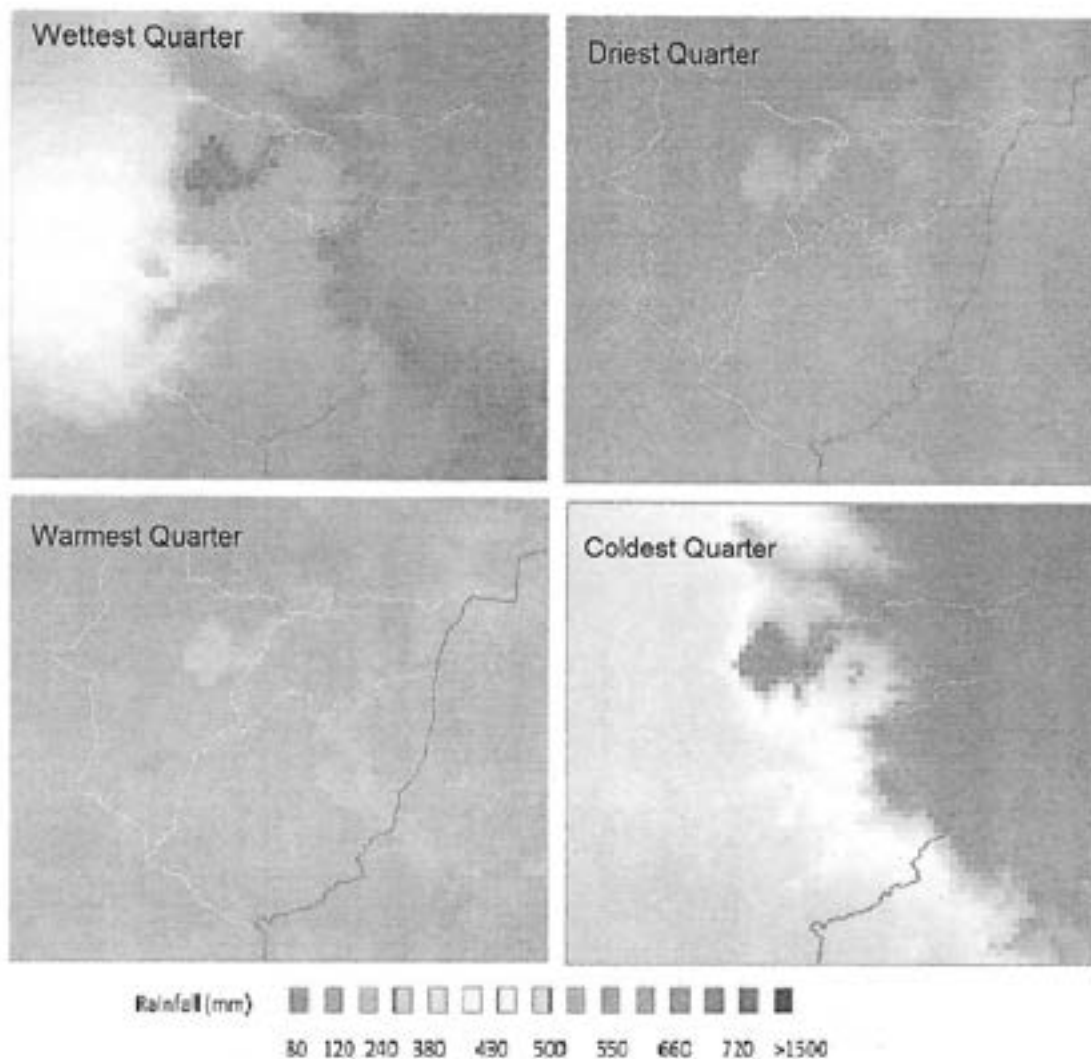 Wettest Quarter
Driest Quarter
Warmest Quarter
Coldest Quarter
Rainfall (mm)
80 120 240 380 430 500 550 660 720 >1500